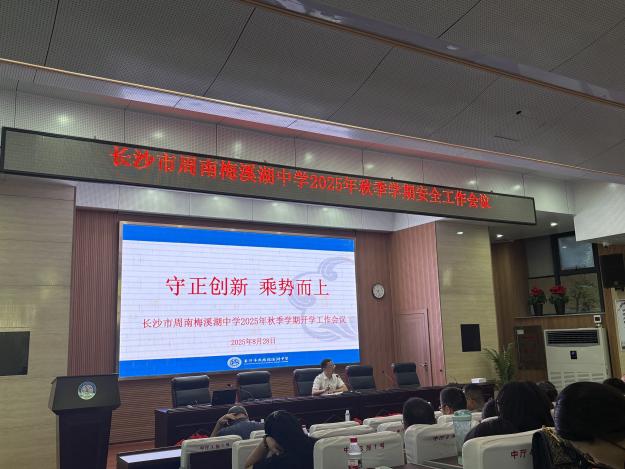 长沙市周南梅溪湖中学2025年秋季学期安全工作会议
守正创新 乘势而上
长沙市周南梅溪湖中学2025年秋季学期开学工作会议
2025年8月28日